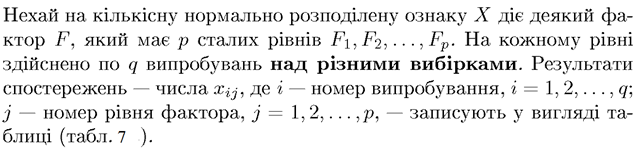 Нехай на кількісну нормально розподілену ознаку X діє деякий фа-
ктор F, який має p сталих рівнів F₁, F₂, . . . , Fₚ. На кожному рівні
здійснено по q випробувань над різними вибірками. Результати
спостережень — числа xᵢⱼ, де i — номер випробування, i = 1, 2, . . . , q;
j — номер рівня фактора, j = 1, 2, . . . , p, — записують у вигляді та-
блиці (табл. 7 ).